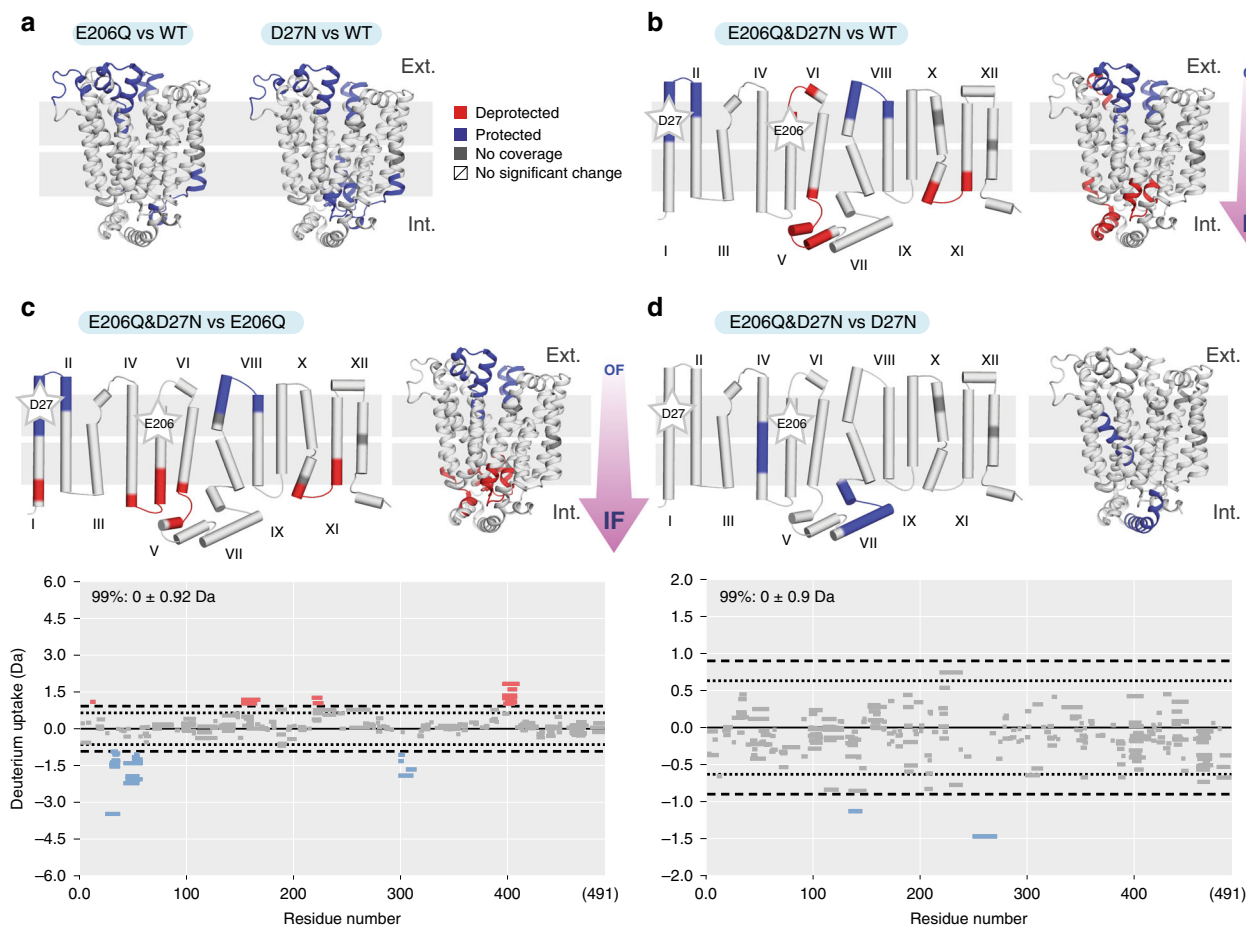 a
E206Q vs WT
D27N vs WT
Ext.
Int.
Deprotected
Protected
No coverage
No significant change
b
E206Q&D27N vs WT
II
IV
VI
VIII
X
XII
Ext.
D27
E206
Int.
I
III
V
VII
IX
XI
c
E206Q&D27N vs E206Q
II
IV
VI
VIII
X
XII
Ext.
OF
D27
E206
Int.
IF
I
III
V
VII
IX
XI
6.0
99%: 0 ± 0.92 Da
4.5
3.0
1.5
0.0
–1.5
–3.0
–4.5
–6.0
Deuterium uptake (Da)
0.0
100
200
300
400
(491)
Residue number
d
E206Q&D27N vs D27N
II
IV
VI
VIII
X
XII
Ext.
D27
E206
Int.
I
III
V
VII
IX
XI
2.0
99%: 0 ± 0.9 Da
1.5
1.0
0.5
0.0
–0.5
–1.0
–1.5
–2.0
0.0
100
200
300
400
(491)
Residue number